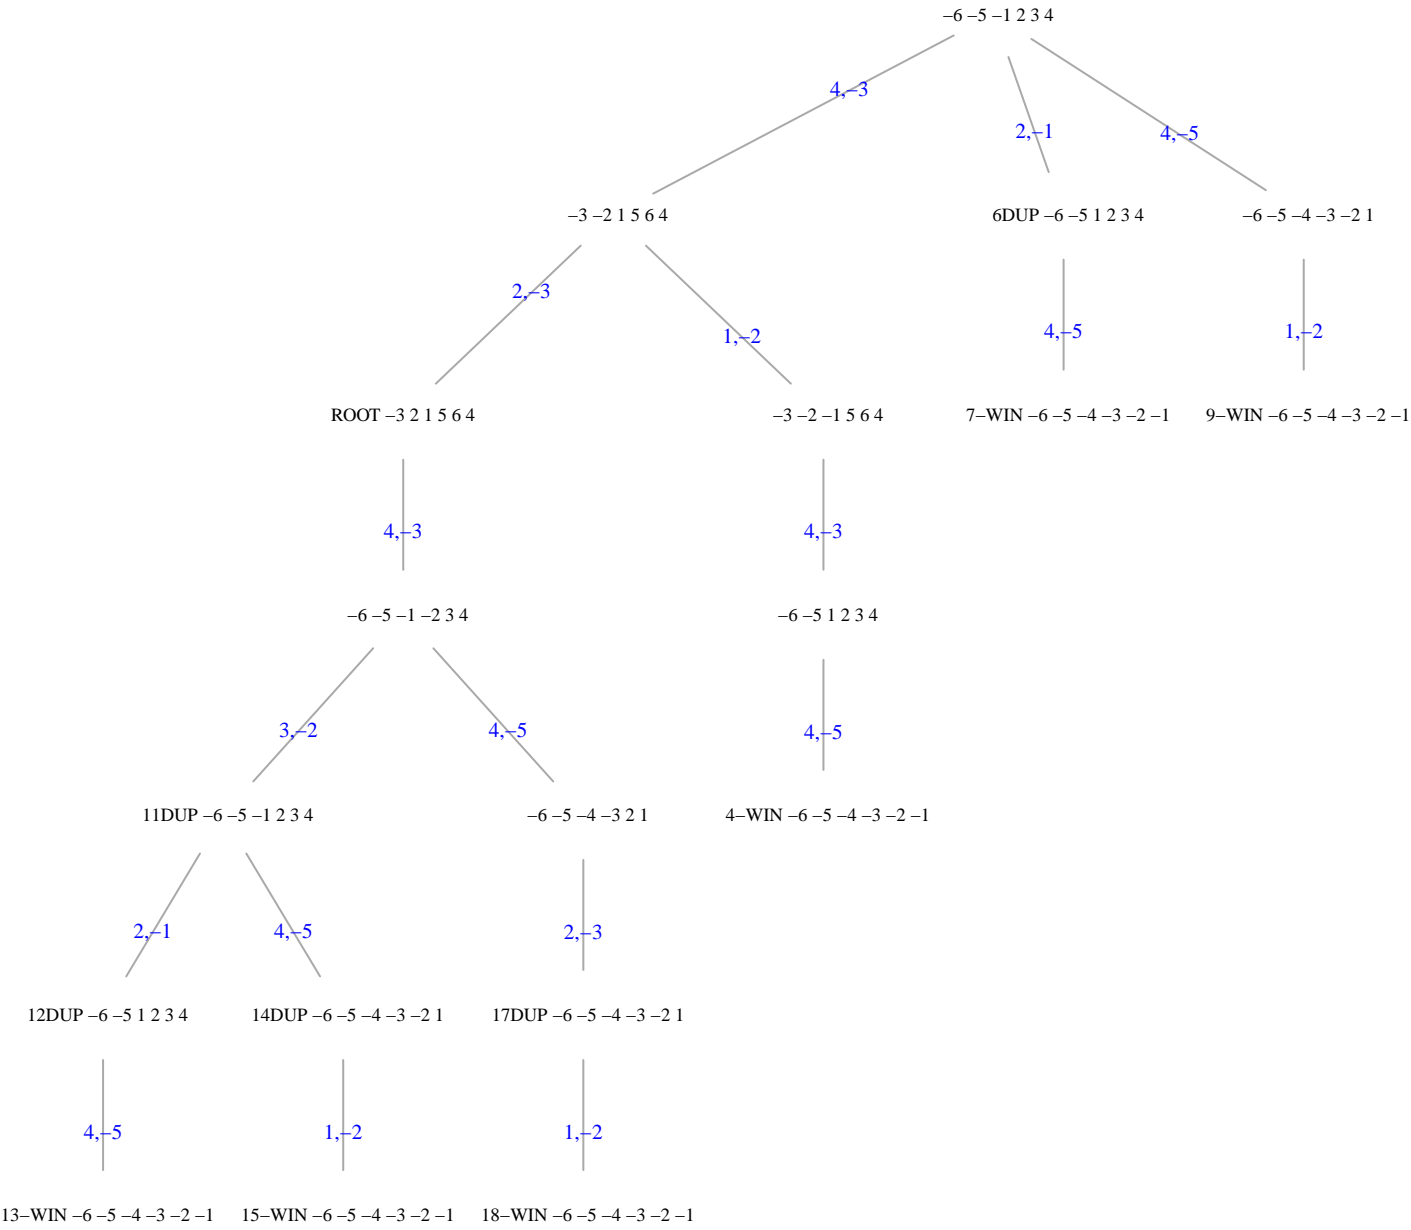 –6 –5 –1 2 3 4
4,–3
2,–1
4,–5
–3 –2 1 5 6 4
6DUP –6 –5 1 2 3 4
–6 –5 –4 –3 –2 1
2,–3
1,–2
4,–5
1,–2
ROOT –3 2 1 5 6 4
–3 –2 –1 5 6 4
7–WIN –6 –5 –4 –3 –2 –1
9–WIN –6 –5 –4 –3 –2 –1
4,–3
4,–3
–6 –5 –1 –2 3 4
–6 –5 1 2 3 4
3,–2
4,–5
4,–5
11DUP –6 –5 –1 2 3 4
–6 –5 –4 –3 2 1
4–WIN –6 –5 –4 –3 –2 –1
2,–1
4,–5
2,–3
12DUP –6 –5 1 2 3 4
14DUP –6 –5 –4 –3 –2 1
17DUP –6 –5 –4 –3 –2 1
4,–5
1,–2
1,–2
13–WIN –6 –5 –4 –3 –2 –1
15–WIN –6 –5 –4 –3 –2 –1
18–WIN –6 –5 –4 –3 –2 –1